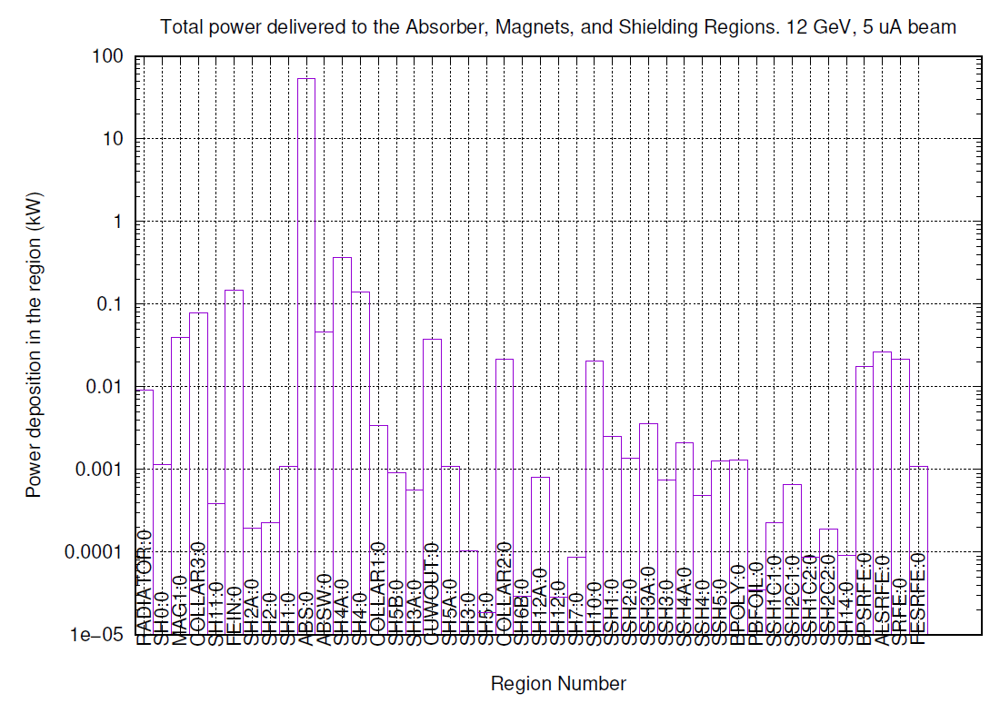 Total power delivered to the Absorber, Magnets, and Shielding Regions. 12 GeV, 5 uA beam
Power deposition in the region (kW)
100
10
1
0.1
0.01
0.001
0.0001
1e−05
RADIATOR:0
SH0:0
MAG1:0
COLLAR3:0
SH11:0
FEIN:0
SH2A:0
SH2:0
SH1:0
ABS:0
ABSW:0
SH4A:0
SH4:0
COLLAR1:0
SH5B:0
SH3A:0
CUWOUT:0
SH5A:0
SH3:0
SH5:0
COLLAR2:0
SH6B:0
SH12A:0
SH12:0
SH7:0
SH10:0
SSH1:0
SSH2:0
SSH3A:0
SSH3:0
SSH4A:0
SSH4:0
SSH5:0
BPOLY:0
PBFOIL:0
SSH1C1:0
SSH2C1:0
SSH1C2:0
SSH2C2:0
SH14:0
BPSRFE:0
ALSRFE:0
SRFE:0
FESRFE:0
Region Number